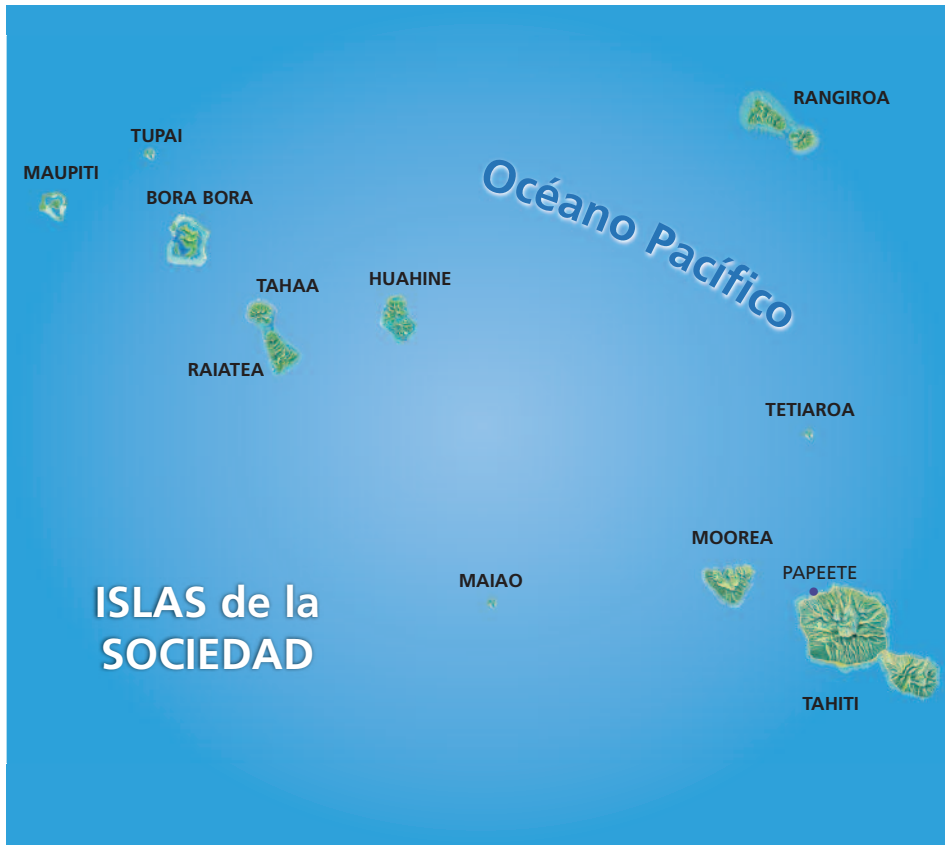 RANGIROA
TUPAI
MAUPITI
BORA BORA
Océano Pacífico
TAHAA
HUAHINE
RAIATEA
TETIAROA
MOOREA
PAPEETE
MAIAO
ISLAS de la
SOCIEDAD
TAHITI